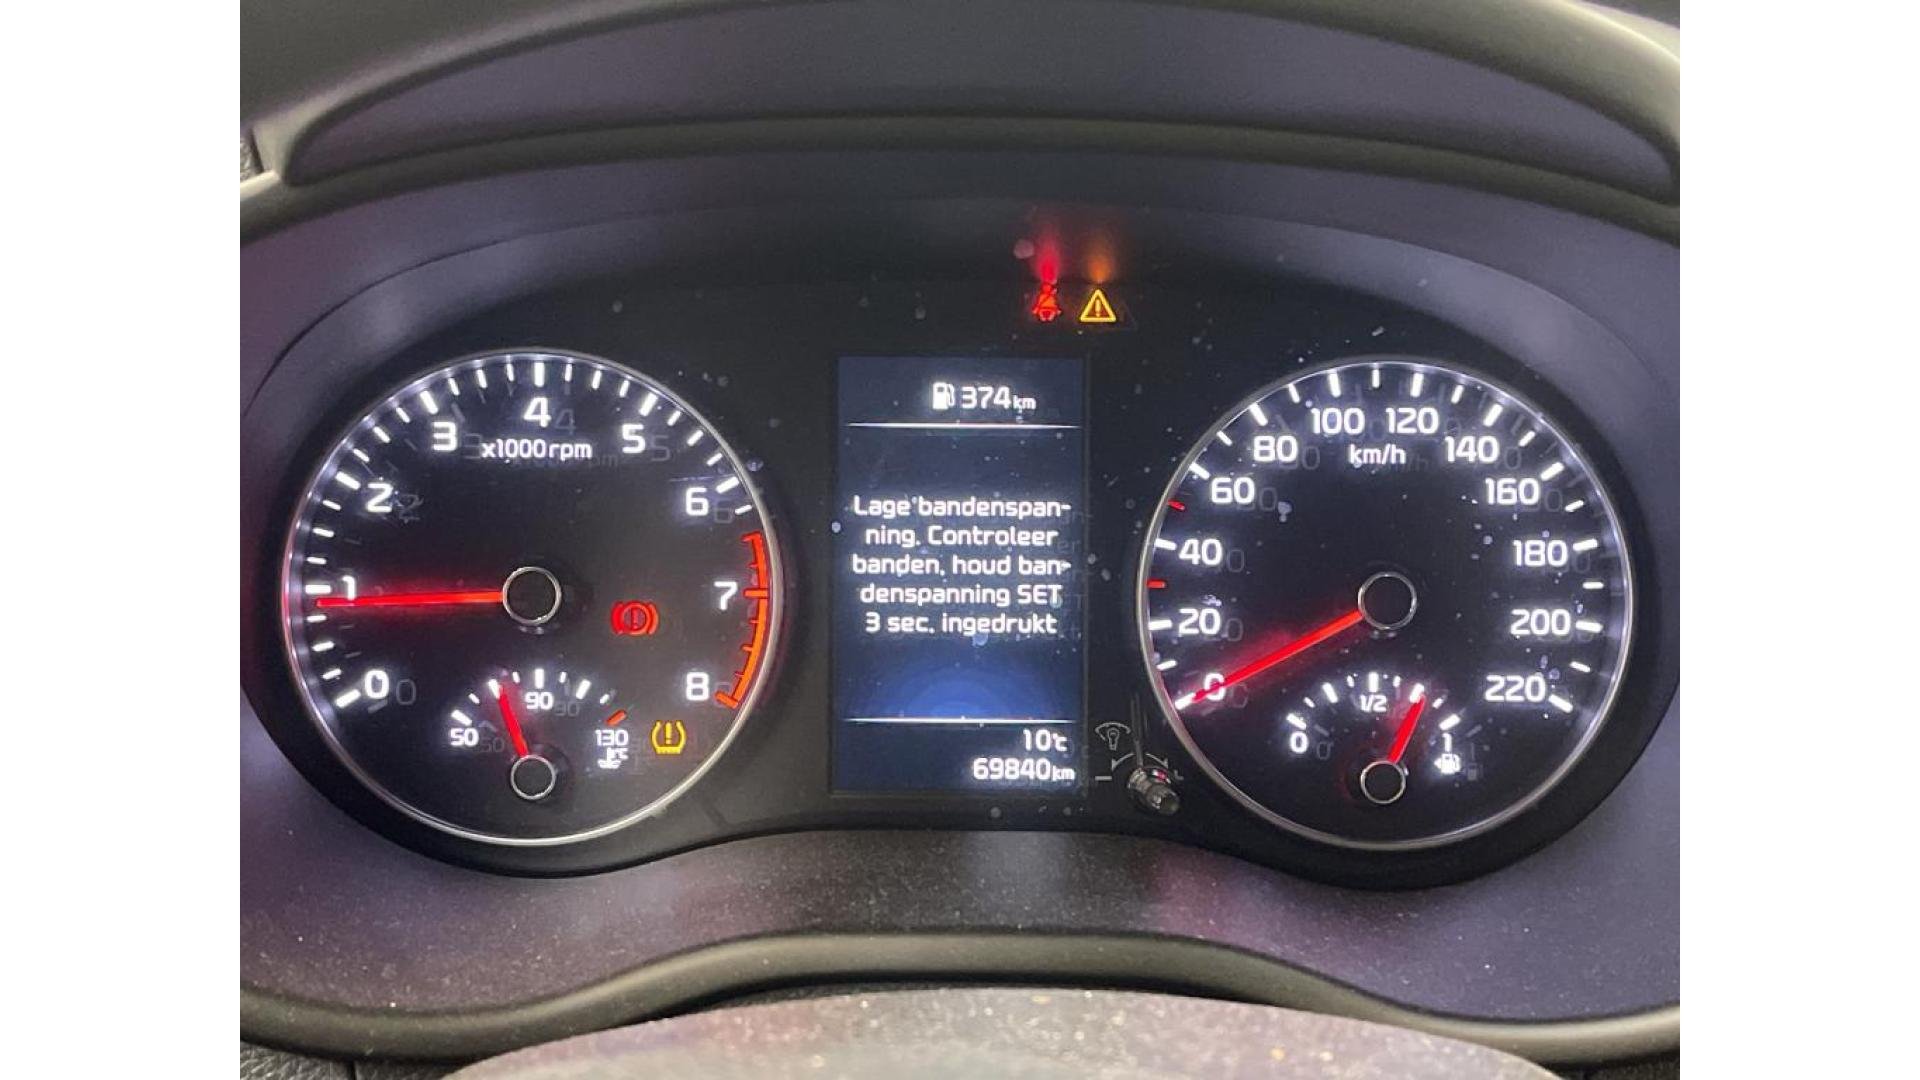 374km
Lage bandenspan-
ning. Controleer
banden, houd ban-
denspanning SET
3 sec. ingedrukt
10°C
69840km
0
1
2
3
4
5
6
7
8
x1000rpm
50
90
130
°C
0
20
40
60
80
100
120
140
160
180
200
220
km/h
0
1/2
1